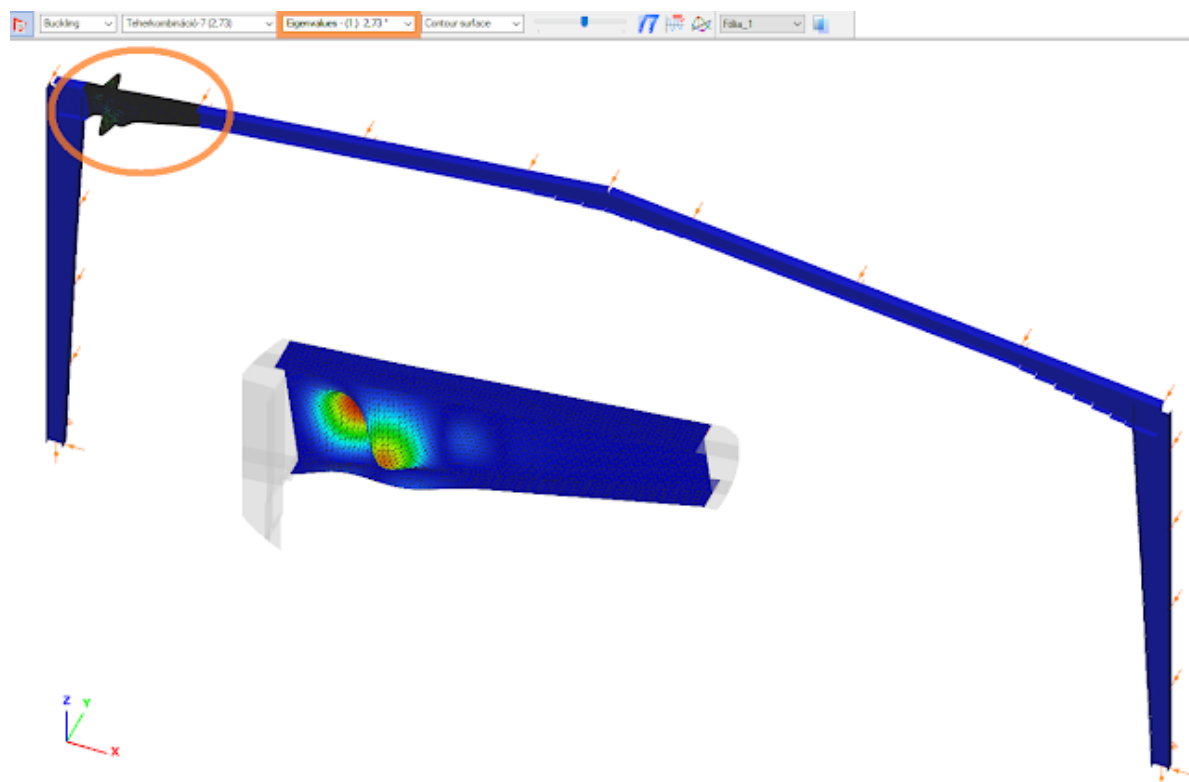 Buckling Teherkombináció-7 (2,73) Eigenvalues - (1.) 2,73 * Contour surface Fólia_1
Z Y
X